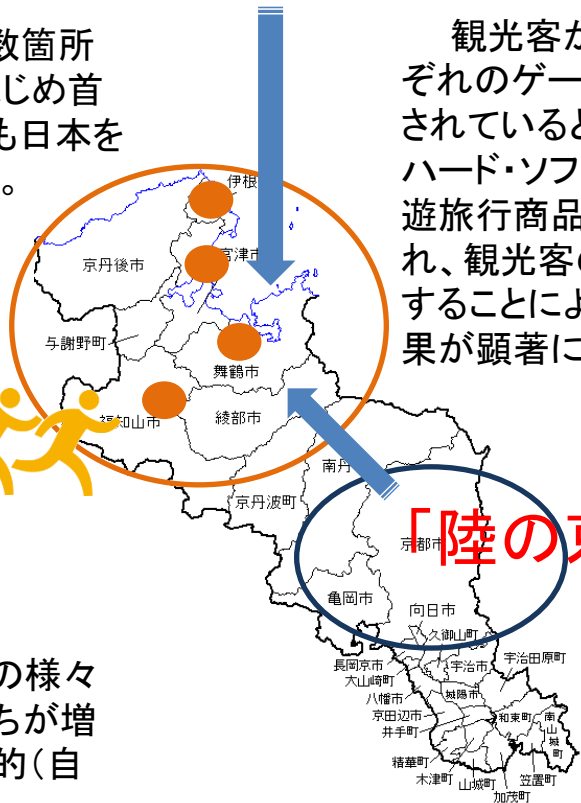 数箇所
じめ首
も日本を
。
観光客が
ぞれのゲー
されていると
ハード・ソフ
遊旅行商品
れ、観光客の
することによ
果が顕著に
伊根
京丹後市
宮津市
与謝野町
舞鶴市
福知山市
綾部市
南丹
京丹波町
京都市
「陸の京
亀岡市
向日市
久御山町
長岡京市
宇治市
宇治田原町
大山崎町
城陽市
八幡市
京田辺市
和束町
南山城町
井手町
精華町
木津町
山城町
笠置町
加茂町
の様々
ちが増
的(自